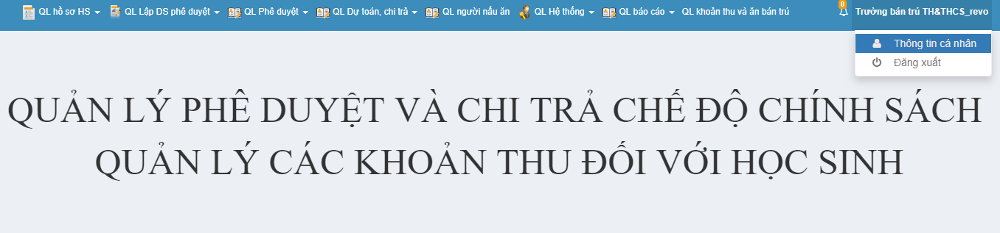 QL hồ sơ HS QL Lập DS phê duyệt QL Phê duyệt QL Dự toán, chi trả QL người nấu ăn QL Hệ thống QL báo cáo QL khoản thu và ăn bán trú 0 Trường bán trú TH&THCS_revo
Thông tin cá nhân
Đăng xuất
QUẢN LÝ PHÊ DUYỆT VÀ CHI TRẢ CHẾ ĐỘ CHÍNH SÁCH
QUẢN LÝ CÁC KHOẢN THU ĐỐI VỚI HỌC SINH